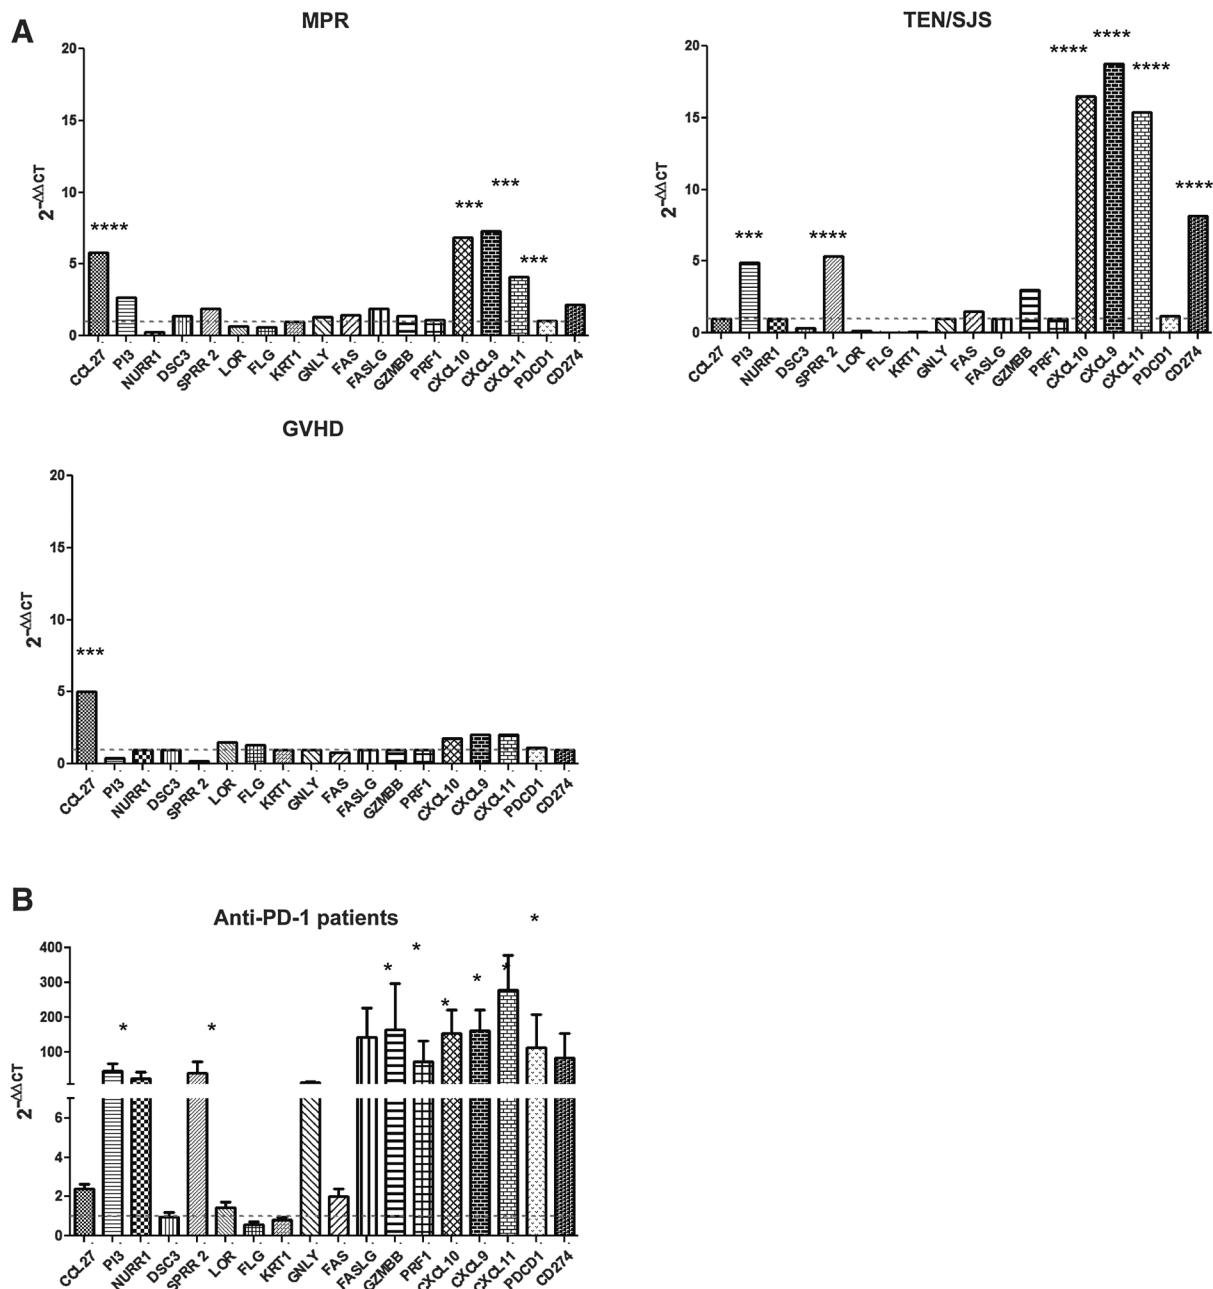 A
MPR
20
15
10
5
0
2^-ΔΔCT
****
***
***
***
CCL27
PI3
NURR1
DSC3
SPRR 2
LOR
FLG
KRT1
GNLY
FAS
FASLG
GZMBB
PRF1
CXCL10
CXCL9
CXCL11
PDCD1
CD274
TEN/SJS
20
15
10
5
0
2^-ΔΔCT
***
****
****
****
****
****
CCL27
PI3
NURR1
DSC3
SPRR 2
LOR
FLG
KRT1
GNLY
FAS
FASLG
GZMBB
PRF1
CXCL10
CXCL9
CXCL11
PDCD1
CD274
GVHD
20
15
10
5
0
2^-ΔΔCT
***
CCL27
PI3
NURR1
DSC3
SPRR 2
LOR
FLG
KRT1
GNLY
FAS
FASLG
GZMBB
PRF1
CXCL10
CXCL9
CXCL11
PDCD1
CD274
B
Anti-PD-1 patients
400
300
200
100
6
4
2
0
2^-ΔΔCT
*
*
*
*
*
*
*
*
CCL27
PI3
NURR1
DSC3
SPRR 2
LOR
FLG
KRT1
GNLY
FAS
FASLG
GZMBB
PRF1
CXCL10
CXCL9
CXCL11
PDCD1
CD274